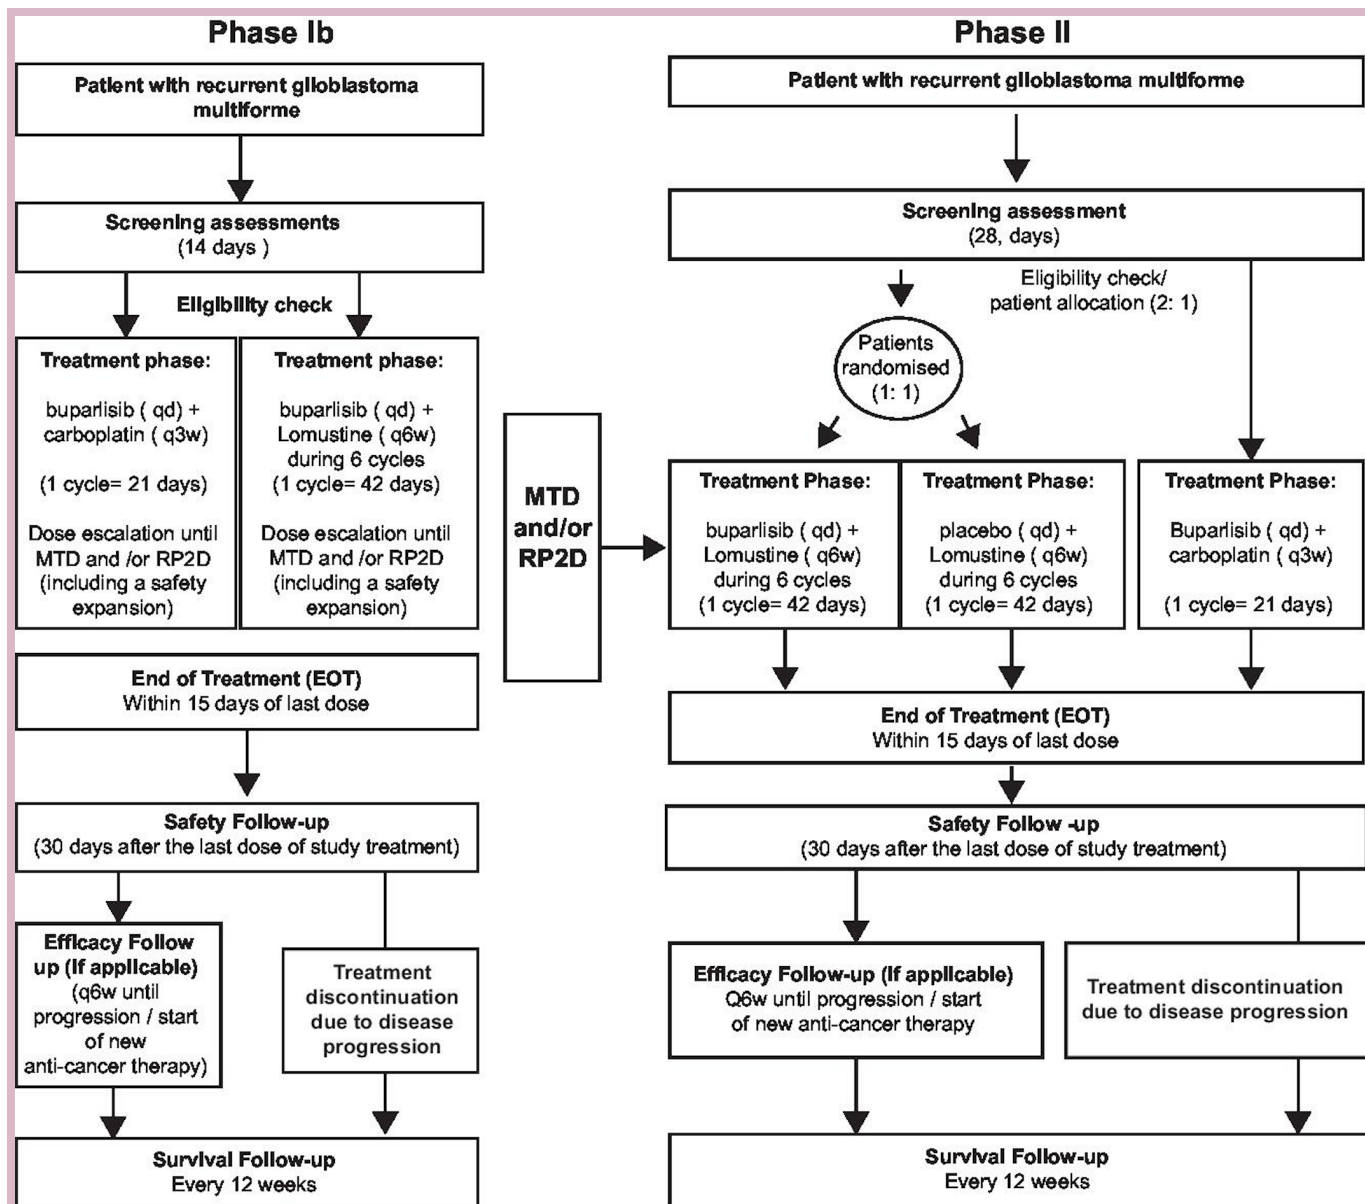 Phase Ib
Patient with recurrent glioblastoma
multiforme
Screening assessments
(14 days )
Eligibility check
Treatment phase:
buparlisib ( qd) +
carboplatin ( q3w)
(1 cycle= 21 days)
Dose escalation until
MTD and /or RP2D
(including a safety
expansion)
Treatment phase:
buparlisib ( qd) +
Lomustine ( q6w)
during 6 cycles
(1 cycle= 42 days)
Dose escalation until
MTD and /or RP2D
(including a safety
expansion)
End of Treatment (EOT)
Within 15 days of last dose
Safety Follow-up
(30 days after the last dose of study treatment)
Efficacy Follow
up (If applicable)
(q6w until
progression / start
of new
anti-cancer therapy)
Treatment
discontinuation
due to disease
progression
Survival Follow-up
Every 12 weeks
MTD
and/or
RP2D
Phase II
Patient with recurrent glioblastoma multiforme
Screening assessment
(28, days)
Eligibility check/
patient allocation (2: 1)
Patients
randomised
(1: 1)
Treatment Phase:
buparlisib ( qd) +
Lomustine ( q6w)
during 6 cycles
(1 cycle= 42 days)
Treatment Phase:
placebo ( qd) +
Lomustine ( q6w)
during 6 cycles
(1 cycle= 42 days)
Treatment Phase:
Buparlisib ( qd) +
carboplatin ( q3w)
(1 cycle= 21 days)
End of Treatment (EOT)
Within 15 days of last dose
Safety Follow -up
(30 days after the last dose of study treatment)
Efficacy Follow-up (If applicable)
Q6w until progression / start
of new anti-cancer therapy
Treatment discontinuation
due to disease progression
Survival Follow-up
Every 12 weeks